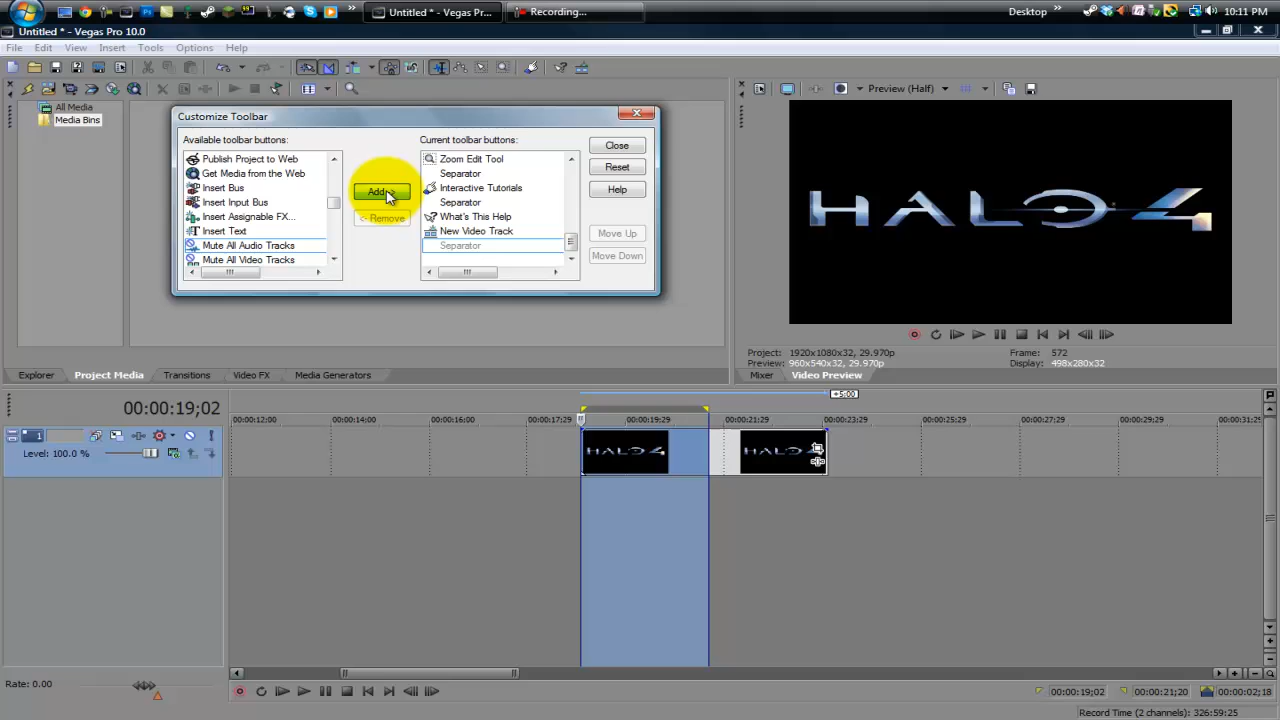 Untitled * - Vegas Pro...
Recording...
Desktop
10:11 PM
Untitled * - Vegas Pro 10.0
File Edit View Insert Tools Options Help
Preview (Half)
All Media
Media Bins
Customize Toolbar
Available toolbar buttons:
Current toolbar buttons:
Publish Project to Web
Get Media from the Web
Insert Bus
Insert Input Bus
Insert Assignable FX...
Insert Text
Mute All Audio Tracks
Mute All Video Tracks
Add ->
<- Remove
Zoom Edit Tool
Separator
Interactive Tutorials
Separator
What's This Help
New Video Track
Separator
Close
Reset
Help
Move Up
Move Down
HALO 4
Project: 1920x1080x32, 29.970p
Frame: 572
Preview: 960x540x32, 29.970p
Display: 498x280x32
Explorer Project Media Transitions Video FX Media Generators
Mixer Video Preview
+5:00
00:00:19;02
00:00:12;00 00:00:14;00 00:00:16;00 00:00:17;29 00:00:19;29 00:00:21;29 00:00:23;29 00:00:25;29 00:00:27;29 00:00:29;29 00:00:31;29
1
Level: 100.0 %
HALO 4
HALO 4
Rate: 0.00
00:00:19;02 00:00:21;20 00:00:02;18
Record Time (2 channels): 326:59:25